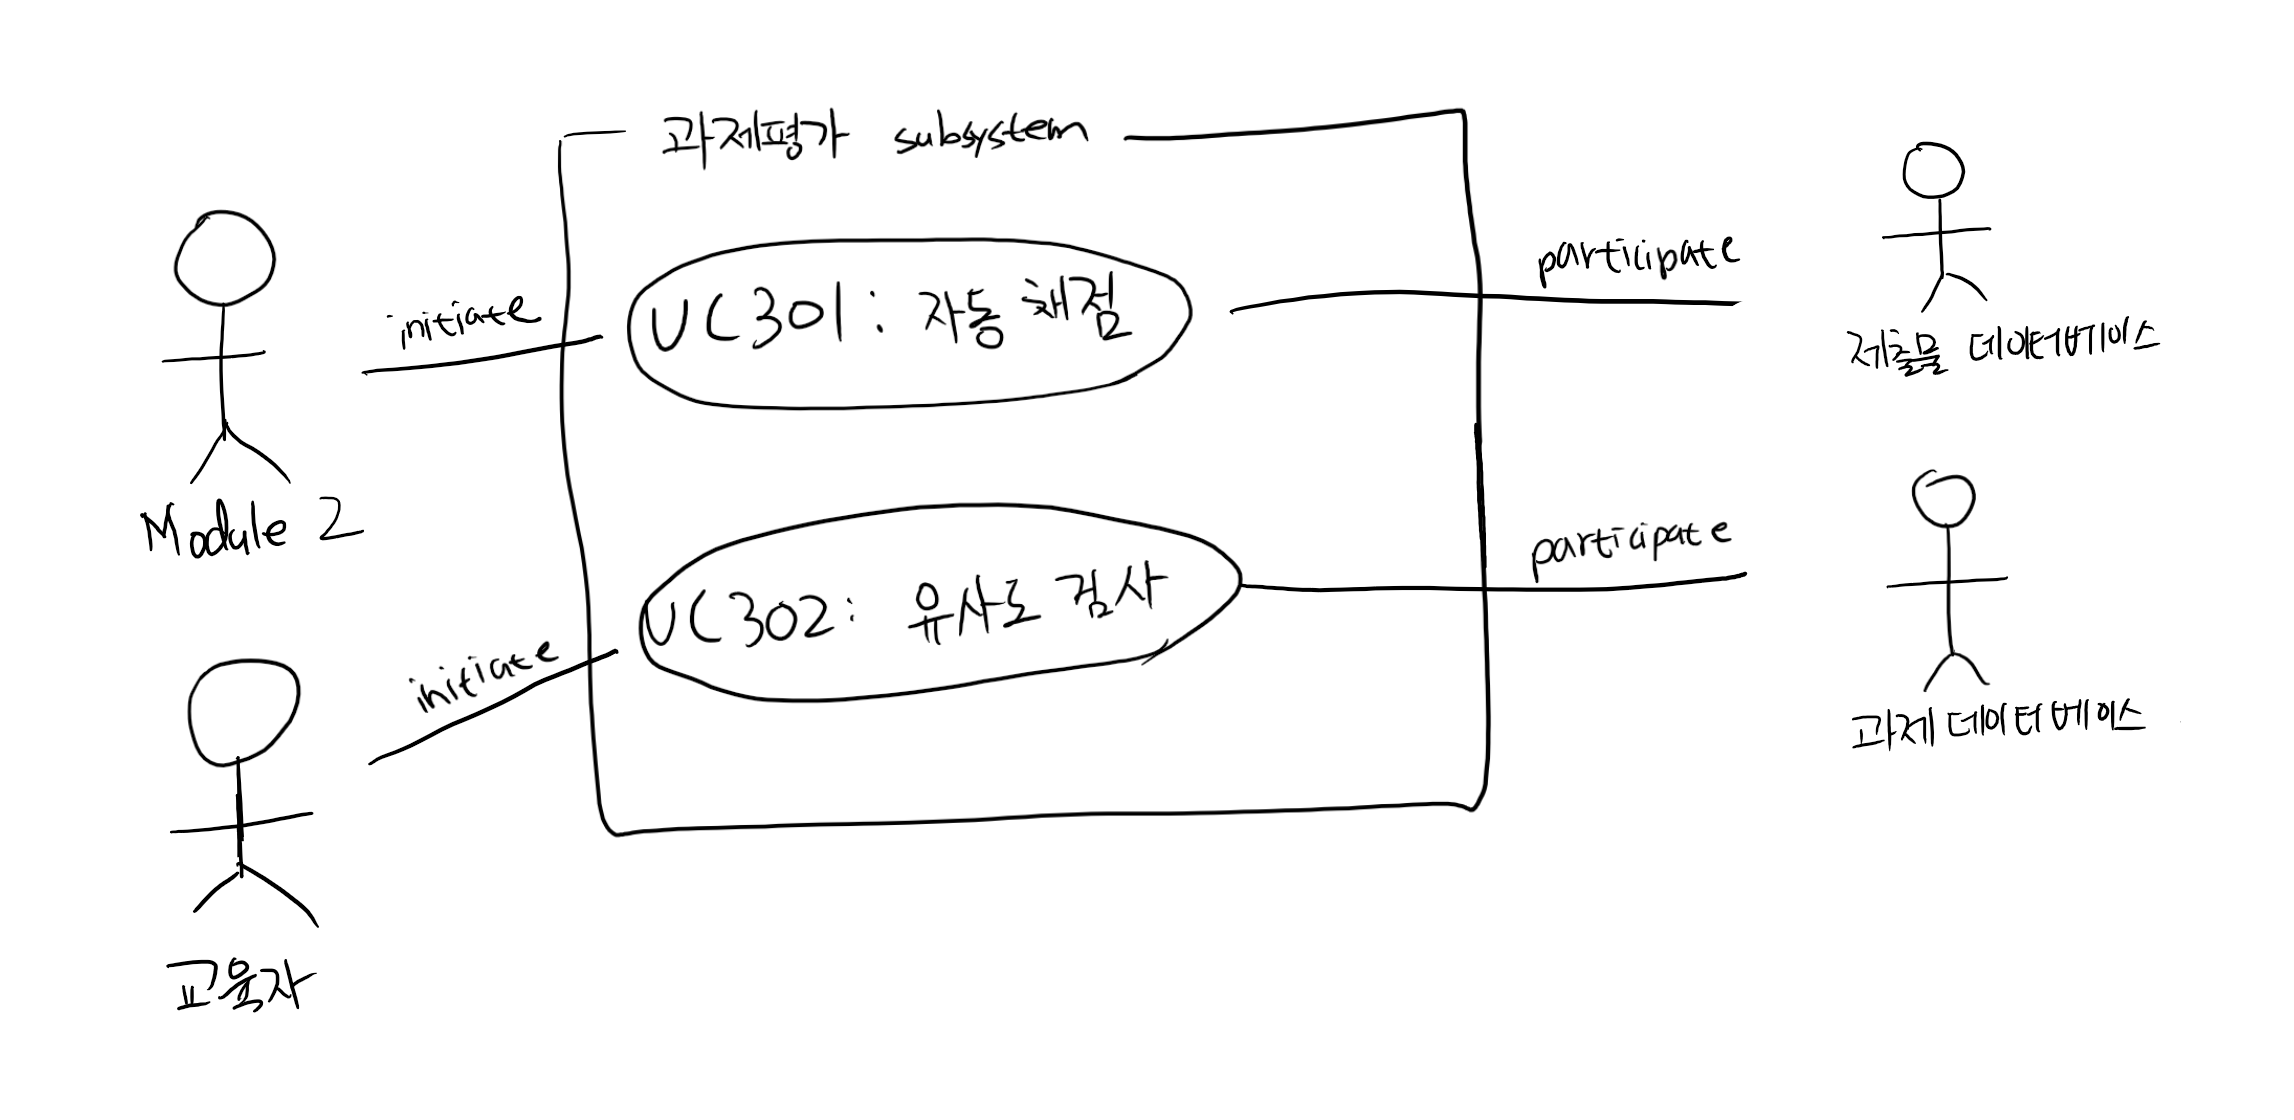 과제평가 subsystem
Module 2
initiate
UC301 : 자동 채점
participate
제출물 데이터베이스
교육자
initiate
UC302 : 유사도 검사
participate
과제 데이터베이스